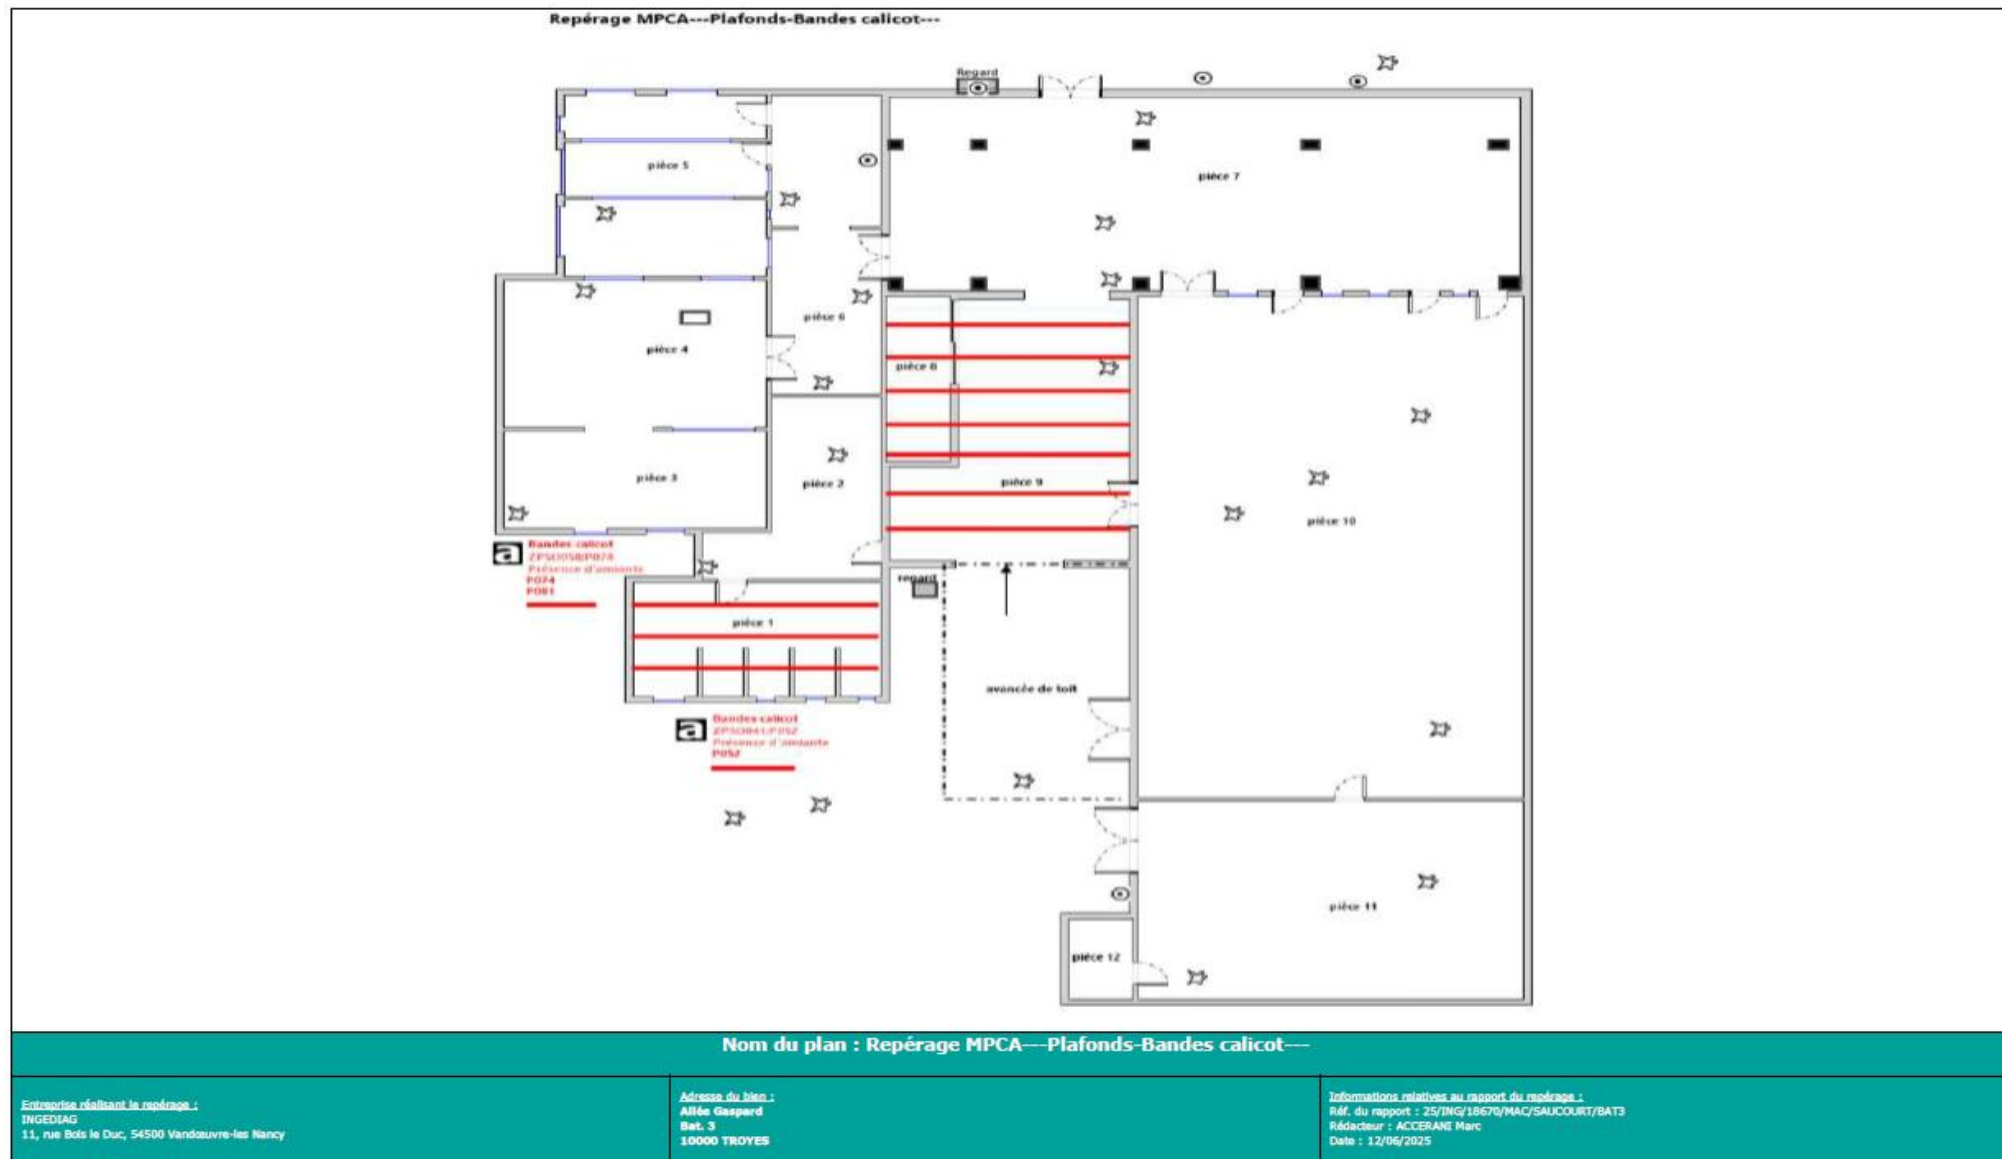 Repérage MPCA---Plafonds-Bandes calicot---
Regard
pièce 5
pièce 7
pièce 6
pièce 4
pièce 8
pièce 3
pièce 2
pièce 9
pièce 10
a
Bandes calicot
ZPSO058/P074
Présence d'amiante
P074
P081
regard
pièce 1
avancée de toit
a
Bandes calicot
ZPSO041/P052
Présence d'amiante
P052
pièce 11
pièce 12
Nom du plan : Repérage MPCA---Plafonds-Bandes calicot---
Entreprise réalisant le repérage :
INGEDIAG
11, rue Bois le Duc, 54500 Vandœuvre-les Nancy
Adresse du bien :
Allée Gaspard
Bat. 3
10000 TROYES
Informations relatives au rapport du repérage :
Réf. du rapport : 25/ING/18670/MAC/SAUCOURT/BAT3
Rédacteur : ACCERANI Marc
Date : 12/06/2025